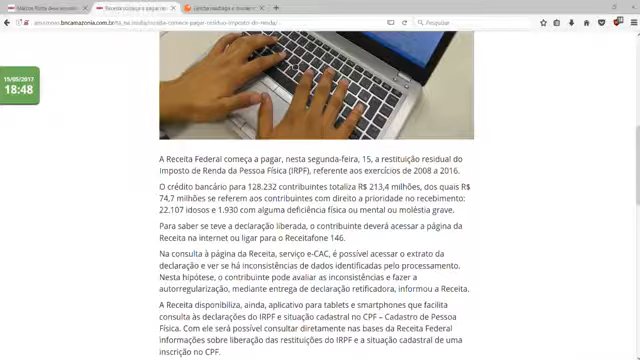 Receita começa a pagar resíduo
amazonas.bncamazonia.com.br/ta_na_midia/receita-comeca-pagar-residuo-imposto-de-renda/
Pesquisar
15/05/2017
18:48
A Receita Federal começa a pagar, nesta segunda-feira, 15, a restituição residual do
Imposto de Renda da Pessoa Física (IRPF), referente aos exercícios de 2008 a 2016.
O crédito bancário para 128.232 contribuintes totaliza R$ 213,4 milhões, dos quais R$
74,7 milhões se referem aos contribuintes com direito a prioridade no recebimento:
22,107 idosos e 1.930 com alguma deficiência física ou mental ou moléstia grave.
Para saber se teve a declaração liberada, o contribuinte deverá acessar a página da
Receita na internet ou ligar para o Receitafone 146.
Na consulta à página da Receita, serviço e-CAC, é possível acessar o extrato da
declaração e ver se há inconsistências de dados identificadas pelo processamento.
Nesta hipótese, o contribuinte pode avaliar as inconsistências e fazer a
autorregularização, mediante entrega de declaração retificadora, informou a Receita.
A Receita disponibiliza, ainda, aplicativo para tablets e smartphones que facilita
consulta às declarações do IRPF e situação cadastral no CPF – Cadastro de Pessoa
Física. Com ele será possível consultar diretamente nas bases da Receita Federal
informações sobre liberação das restituições do IRPF e a situação cadastral de uma
inscrição no CPF.